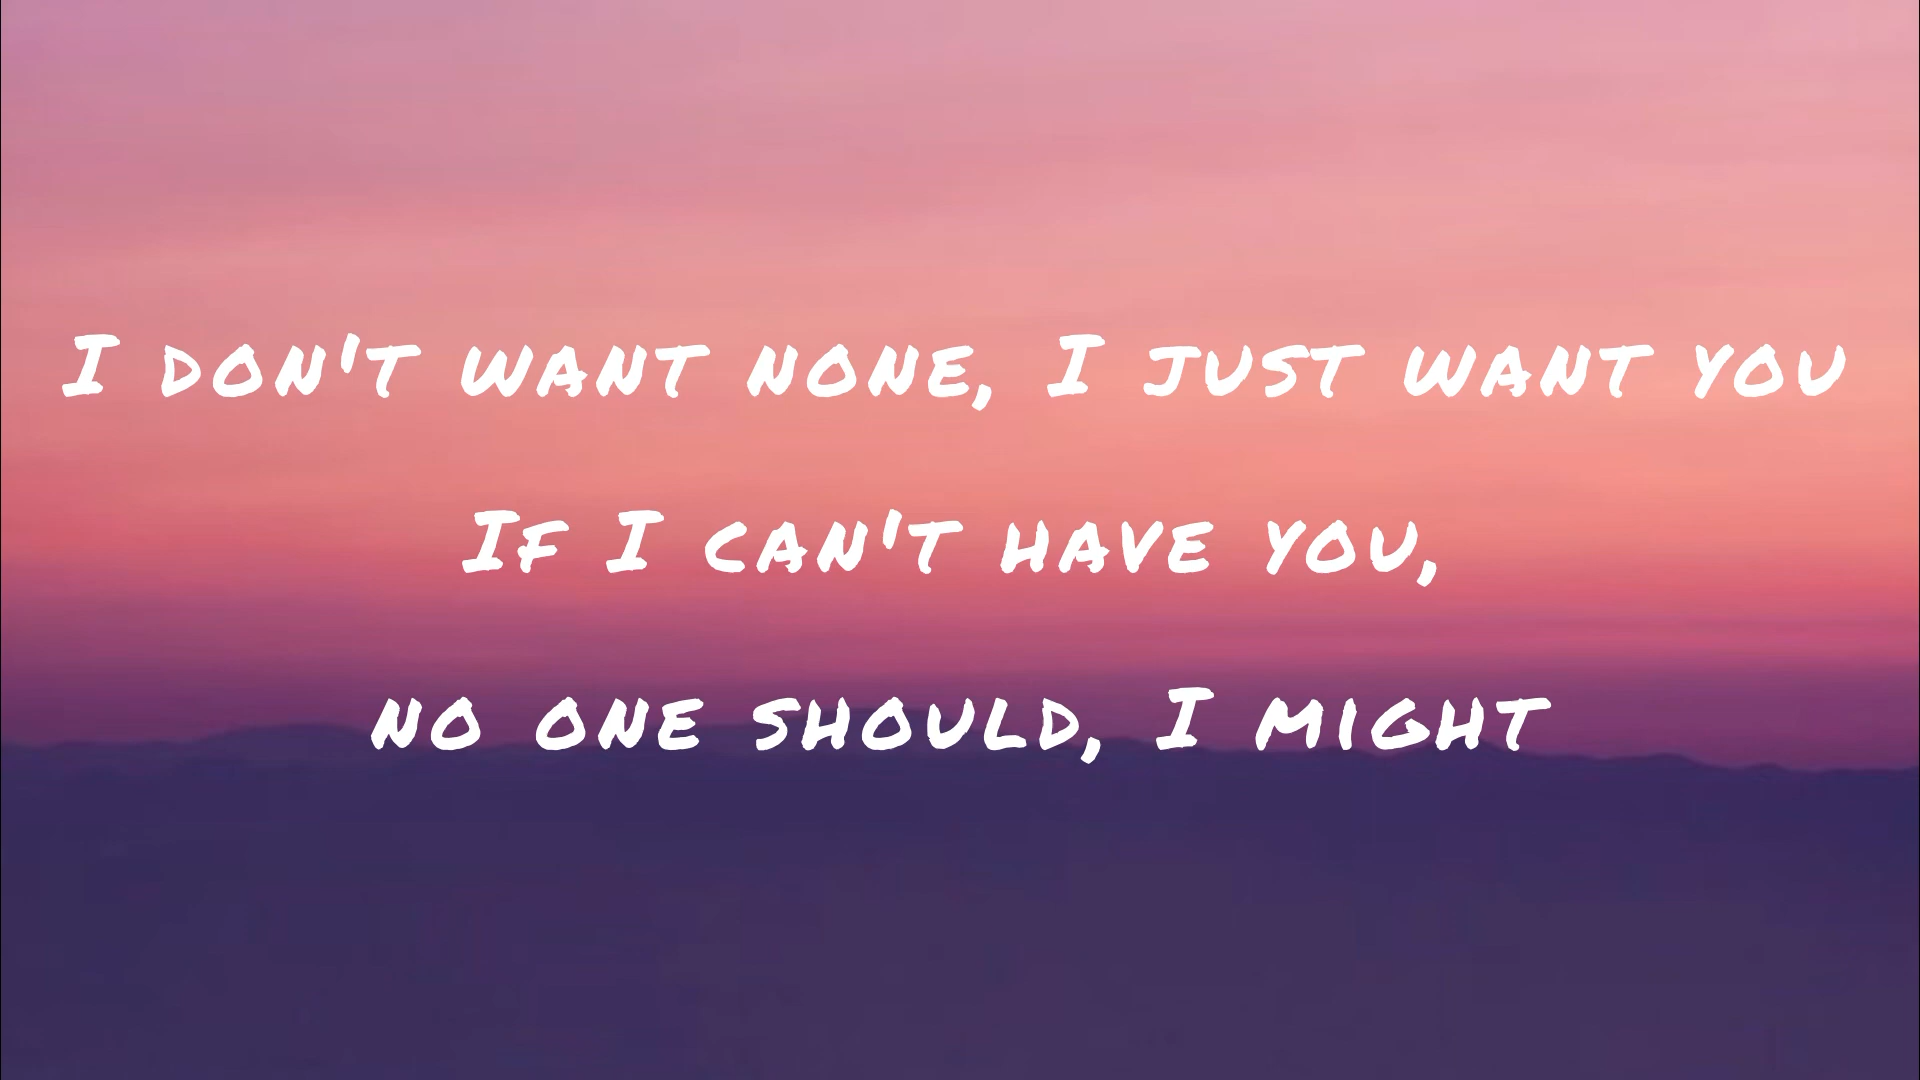 I DON'T WANT NONE, I JUST WANT YOU
IF I CAN'T HAVE YOU,
NO ONE SHOULD, I MIGHT